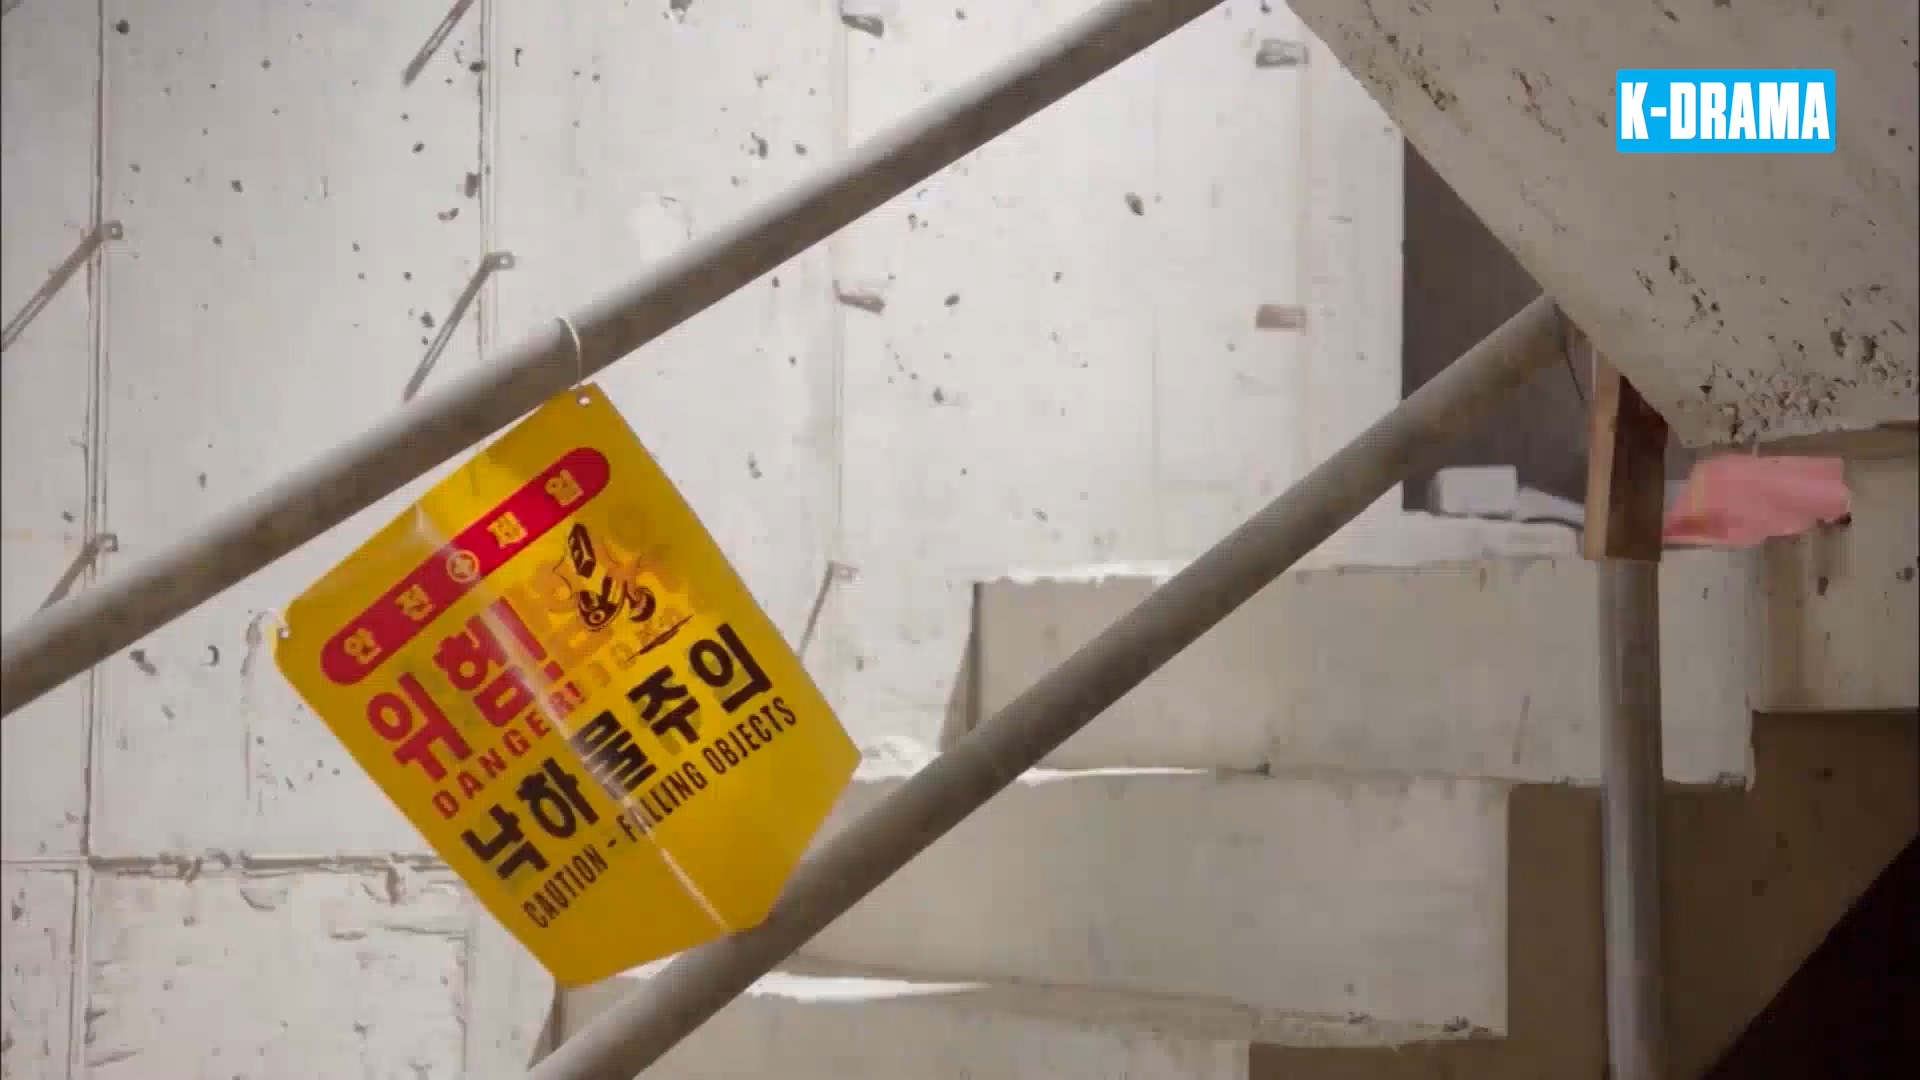 K-DRAMA
안전제일
위험!
DANGER!
낙하물주의
CAUTION - FALLING OBJECTS